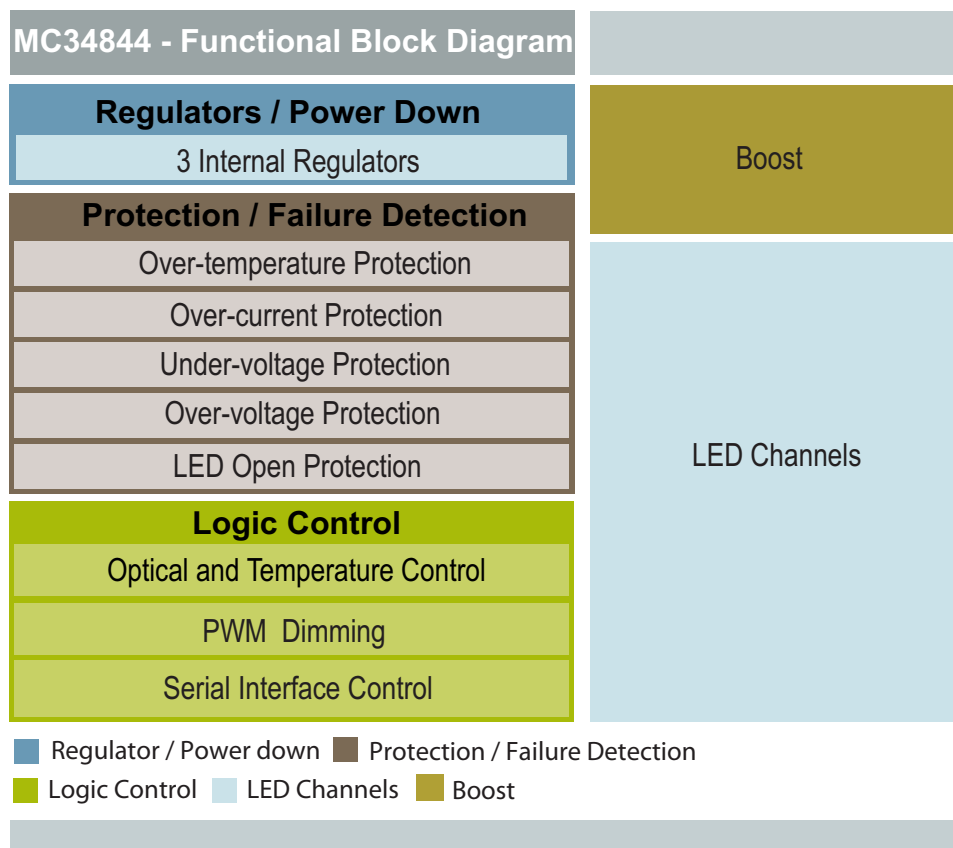 MC34844 - Functional Block Diagram
Regulators / Power Down
3 Internal Regulators
Protection / Failure Detection
Over-temperature Protection
Over-current Protection
Under-voltage Protection
Over-voltage Protection
LED Open Protection
Logic Control
Optical and Temperature Control
PWM Dimming
Serial Interface Control
Boost
LED Channels
Regulator / Power down Protection / Failure Detection
Logic Control LED Channels Boost